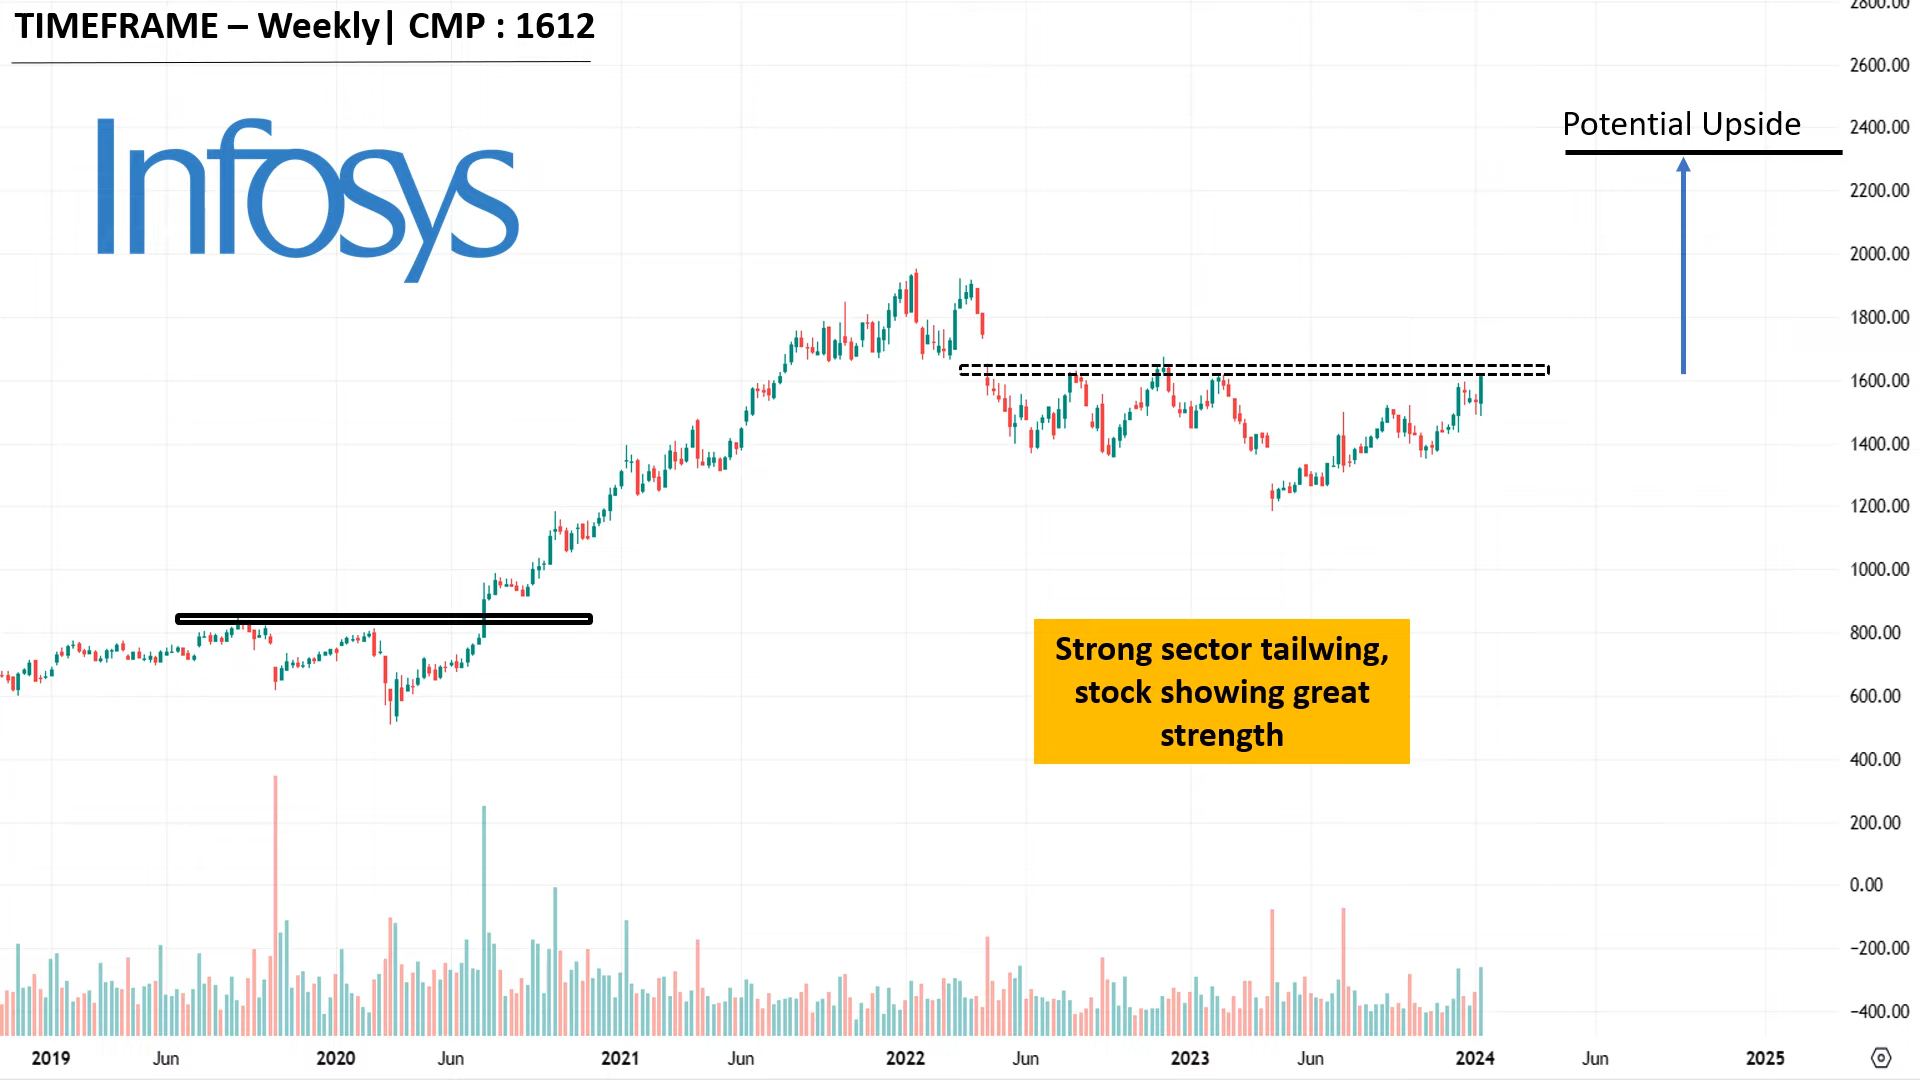 TIMEFRAME – Weekly| CMP : 1612
Infosys
Potential Upside
Strong sector tailwing,
stock showing great
strength
2800.00
2600.00
2400.00
2200.00
2000.00
1800.00
1600.00
1400.00
1200.00
1000.00
800.00
600.00
400.00
200.00
0.00
−200.00
−400.00
2019 Jun 2020 Jun 2021 Jun 2022 Jun 2023 Jun 2024 Jun 2025